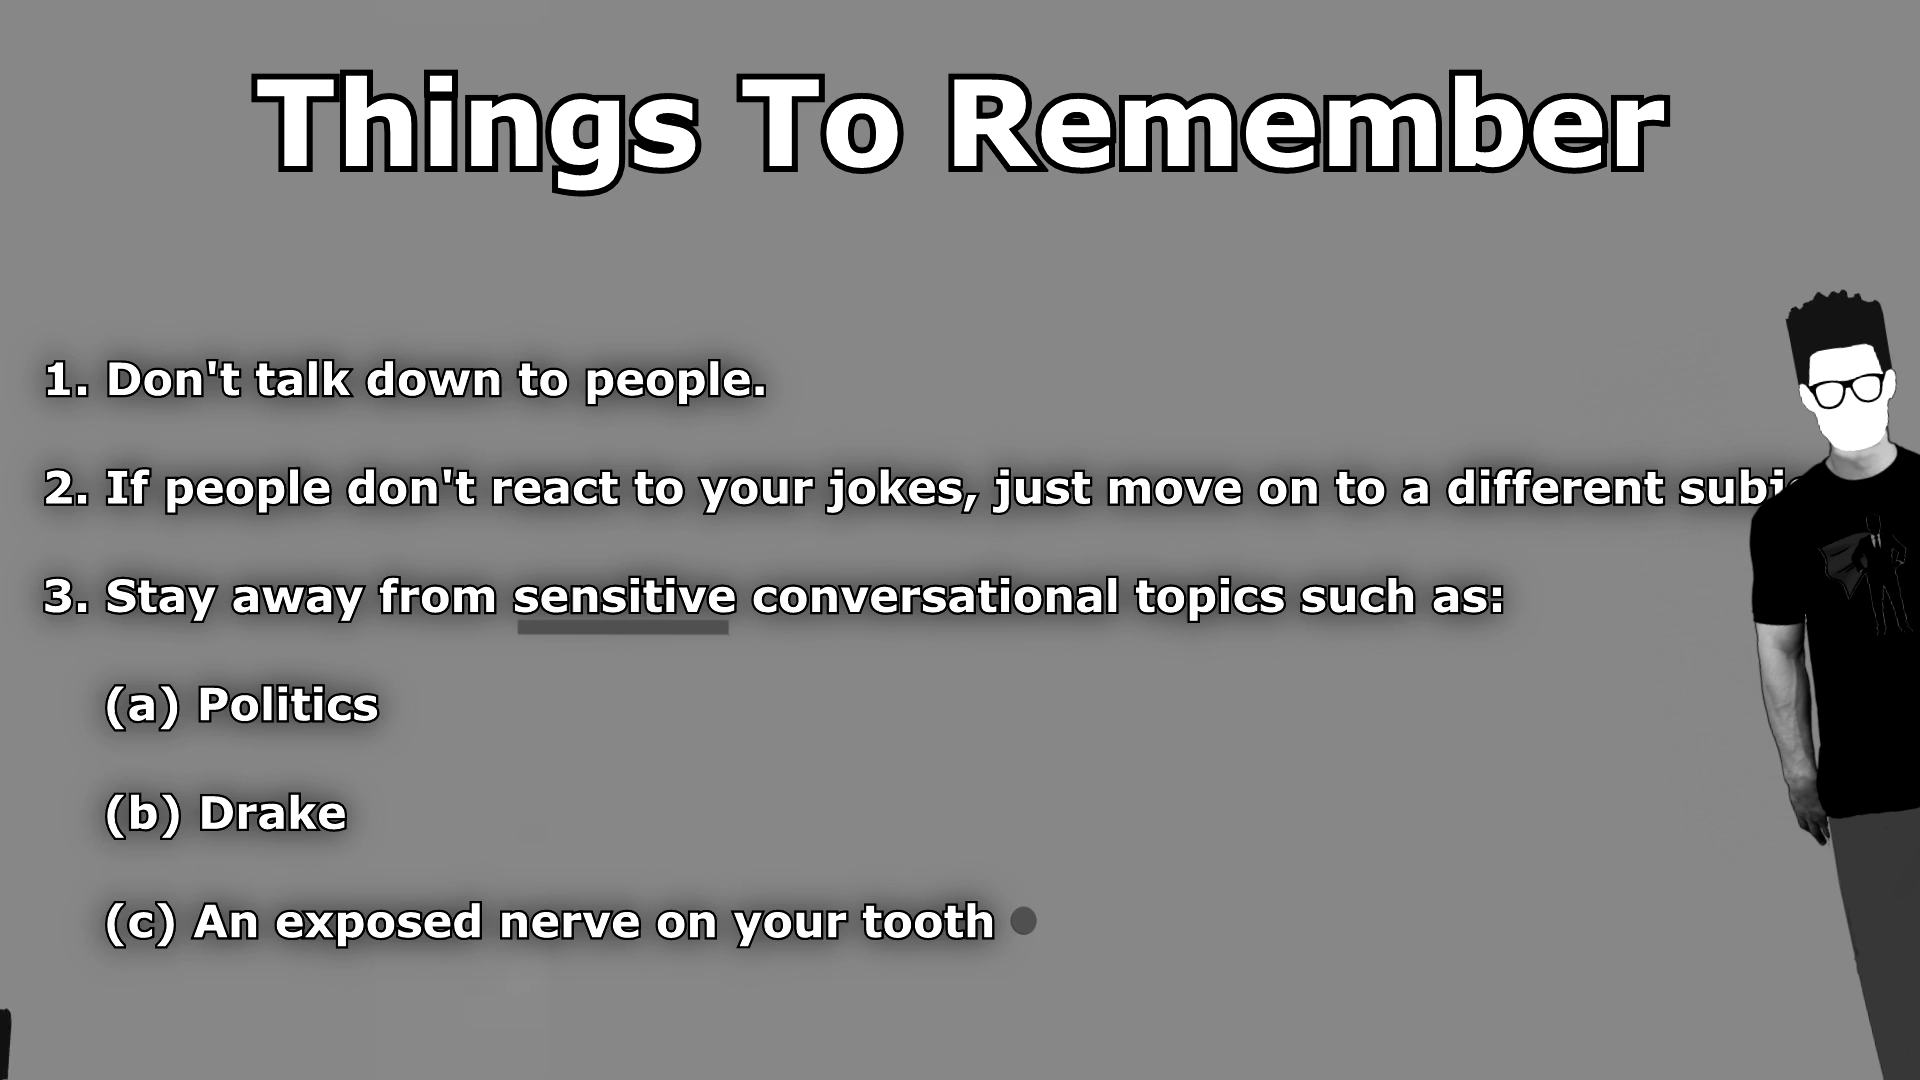 Things To Remember
1. Don't talk down to people.
2. If people don't react to your jokes, just move on to a different
3. Stay away from sensitive conversational topics such as:
(a) Politics
(b) Drake
(c) An exposed nerve on your tooth